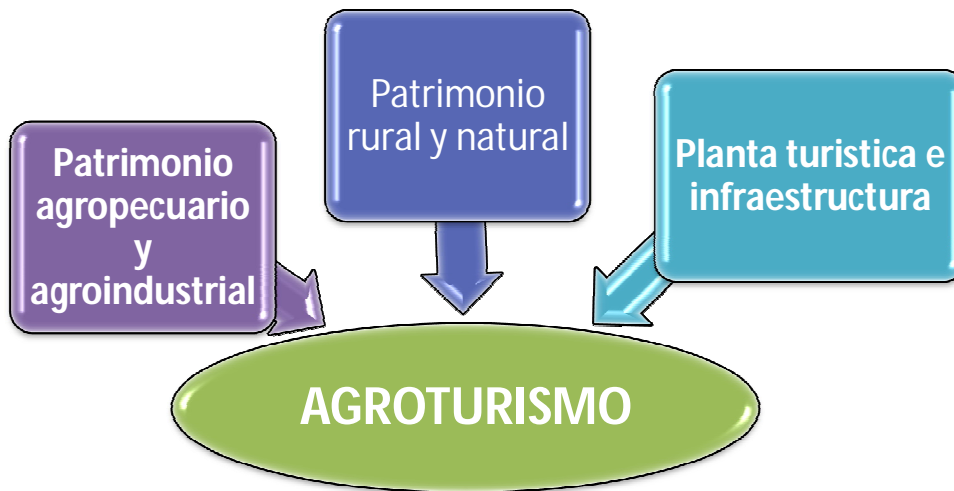 Patrimonio
agropecuario
y
agroindustrial
Patrimonio
rural y natural
Planta turistica e
infraestructura
AGROTURISMO